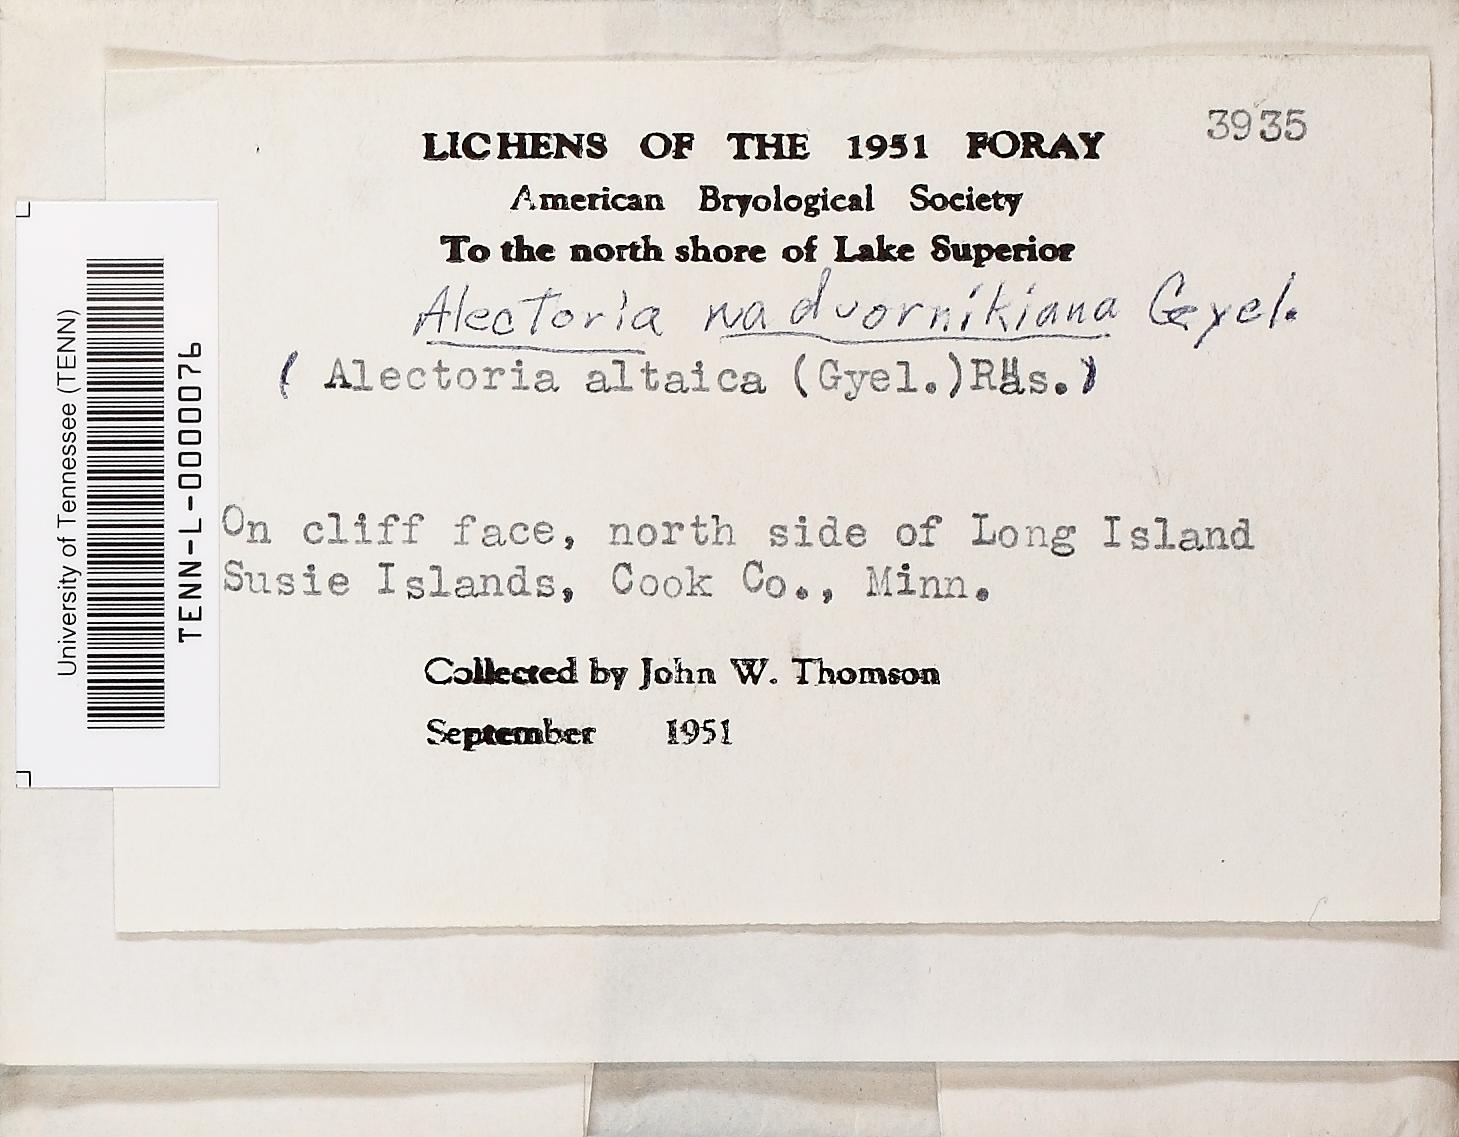 3935
LICHENS OF THE 1951 FORAY
American Bryological Society
To the north shore of Lake Superior
Alectoria nadvornikiana Gyel.
( Alectoria altaica (Gyel.)Räs.)
On cliff face, north side of Long Island
Susie Islands, Cook Co., Minn.
Collected by John W. Thomson
September 1951
University of Tennessee (TENN)
TENN-L-0000076